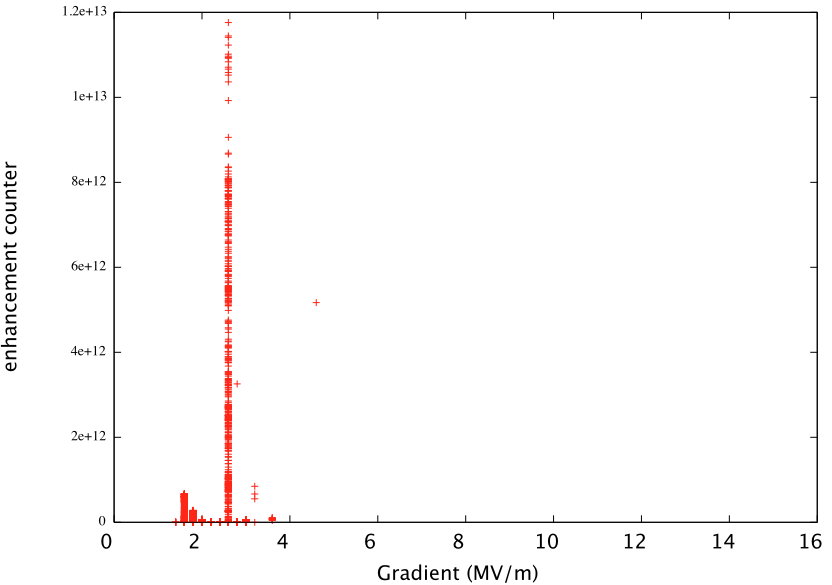 1.2e+13
1e+13
8e+12
6e+12
4e+12
2e+12
0
enhancement counter
0 2 4 6 8 10 12 14 16
Gradient (MV/m)